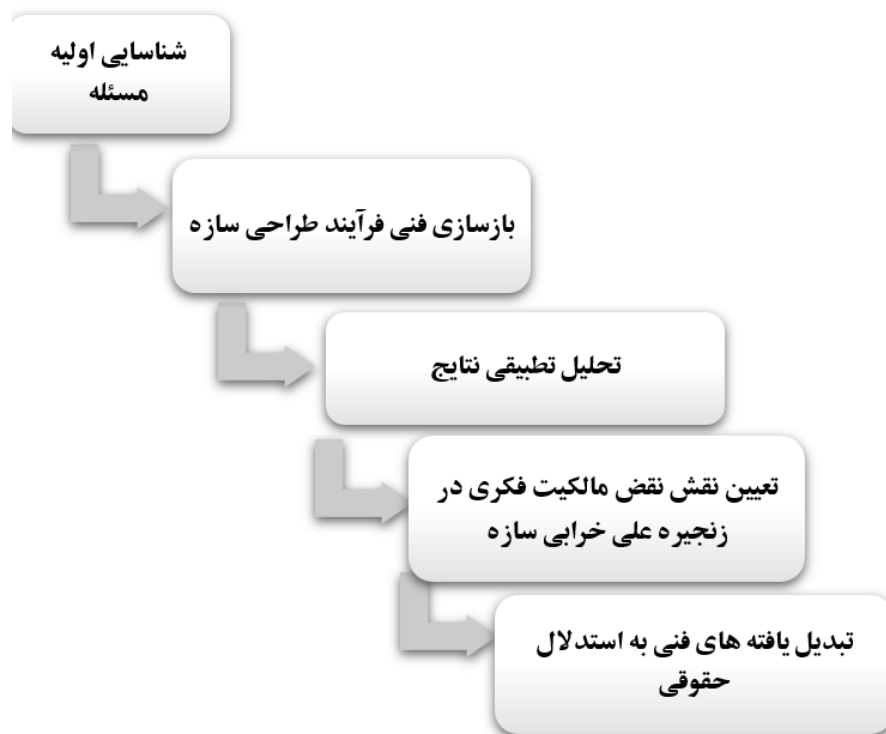 شناسایی اولیه
مسئله
بازسازی فنی فرآیند طراحی سازه
تحلیل تطبیقی نتایج
تعیین نقش نقض مالکیت فکری در
زنجیره علی خرابی سازه
تبدیل یافته های فنی به استدلال
حقوقی